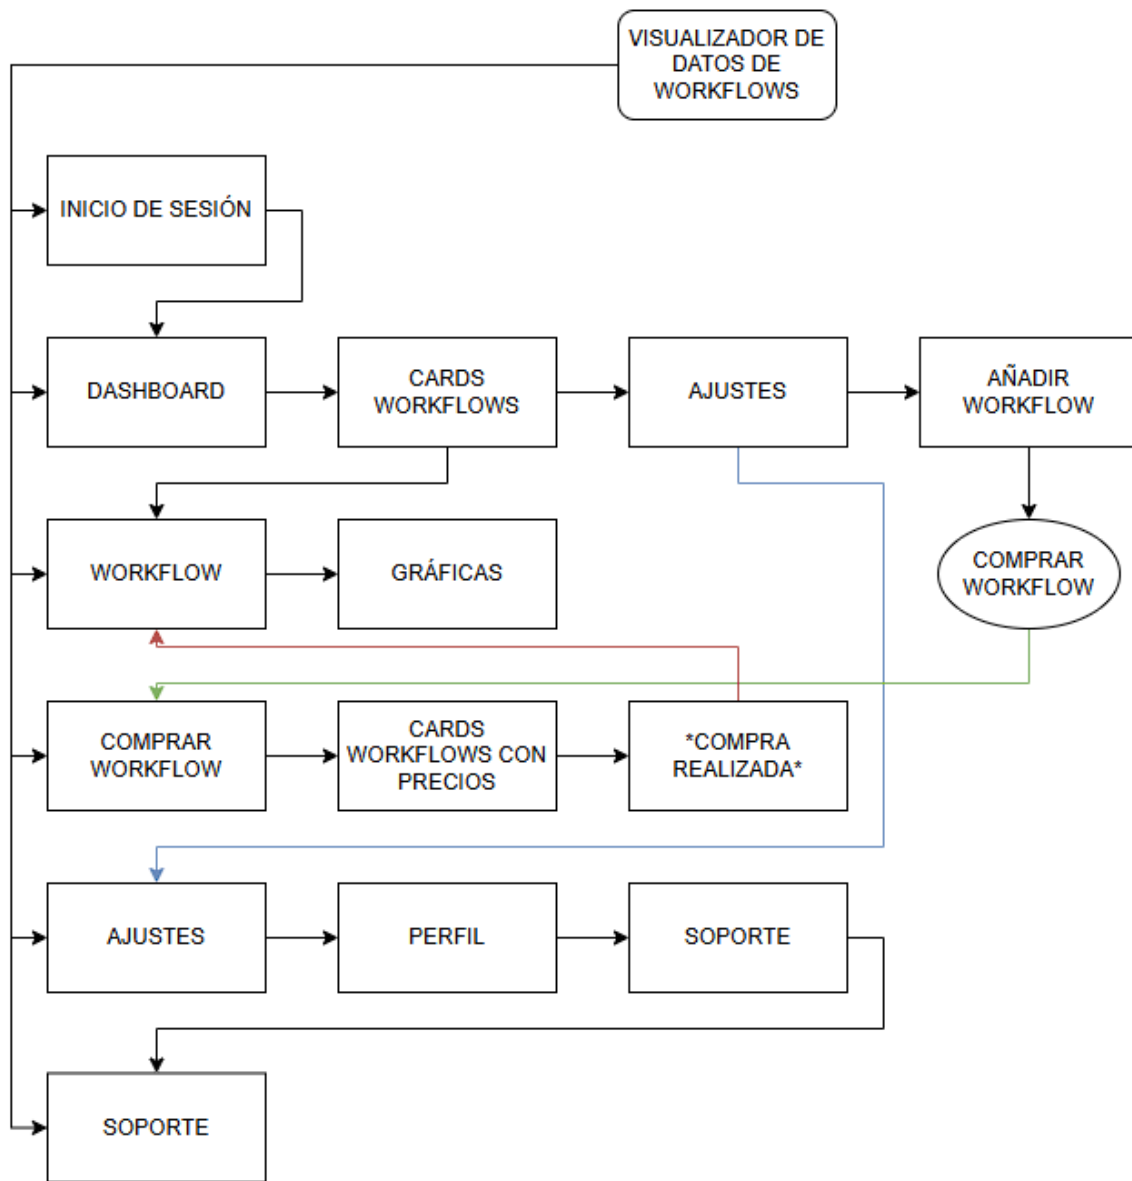 VISUALIZADOR DE
DATOS DE
WORKFLOWS
INICIO DE SESIÓN
DASHBOARD
CARDS
WORKFLOWS
AJUSTES
AÑADIR
WORKFLOW
WORKFLOW
GRÁFICAS
COMPRAR
WORKFLOW
COMPRAR
WORKFLOW
CARDS
WORKFLOWS CON
PRECIOS
*COMPRA
REALIZADA*
AJUSTES
PERFIL
SOPORTE
SOPORTE